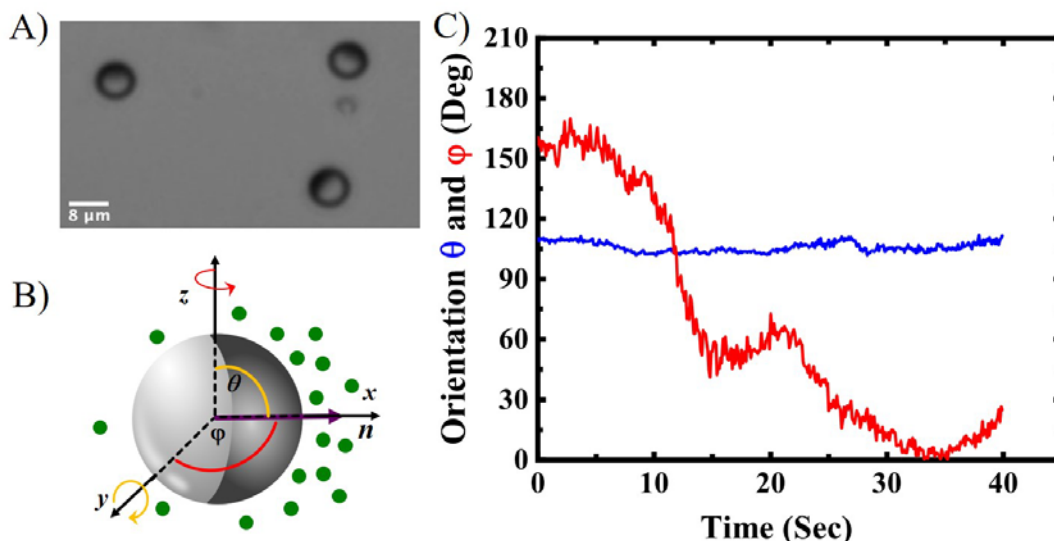 A)
8 μm
B)
z
θ
x
n
φ
y
C)
Orientation θ and φ (Deg)
210
180
150
120
90
60
30
0
0 10 20 30 40
Time (Sec)